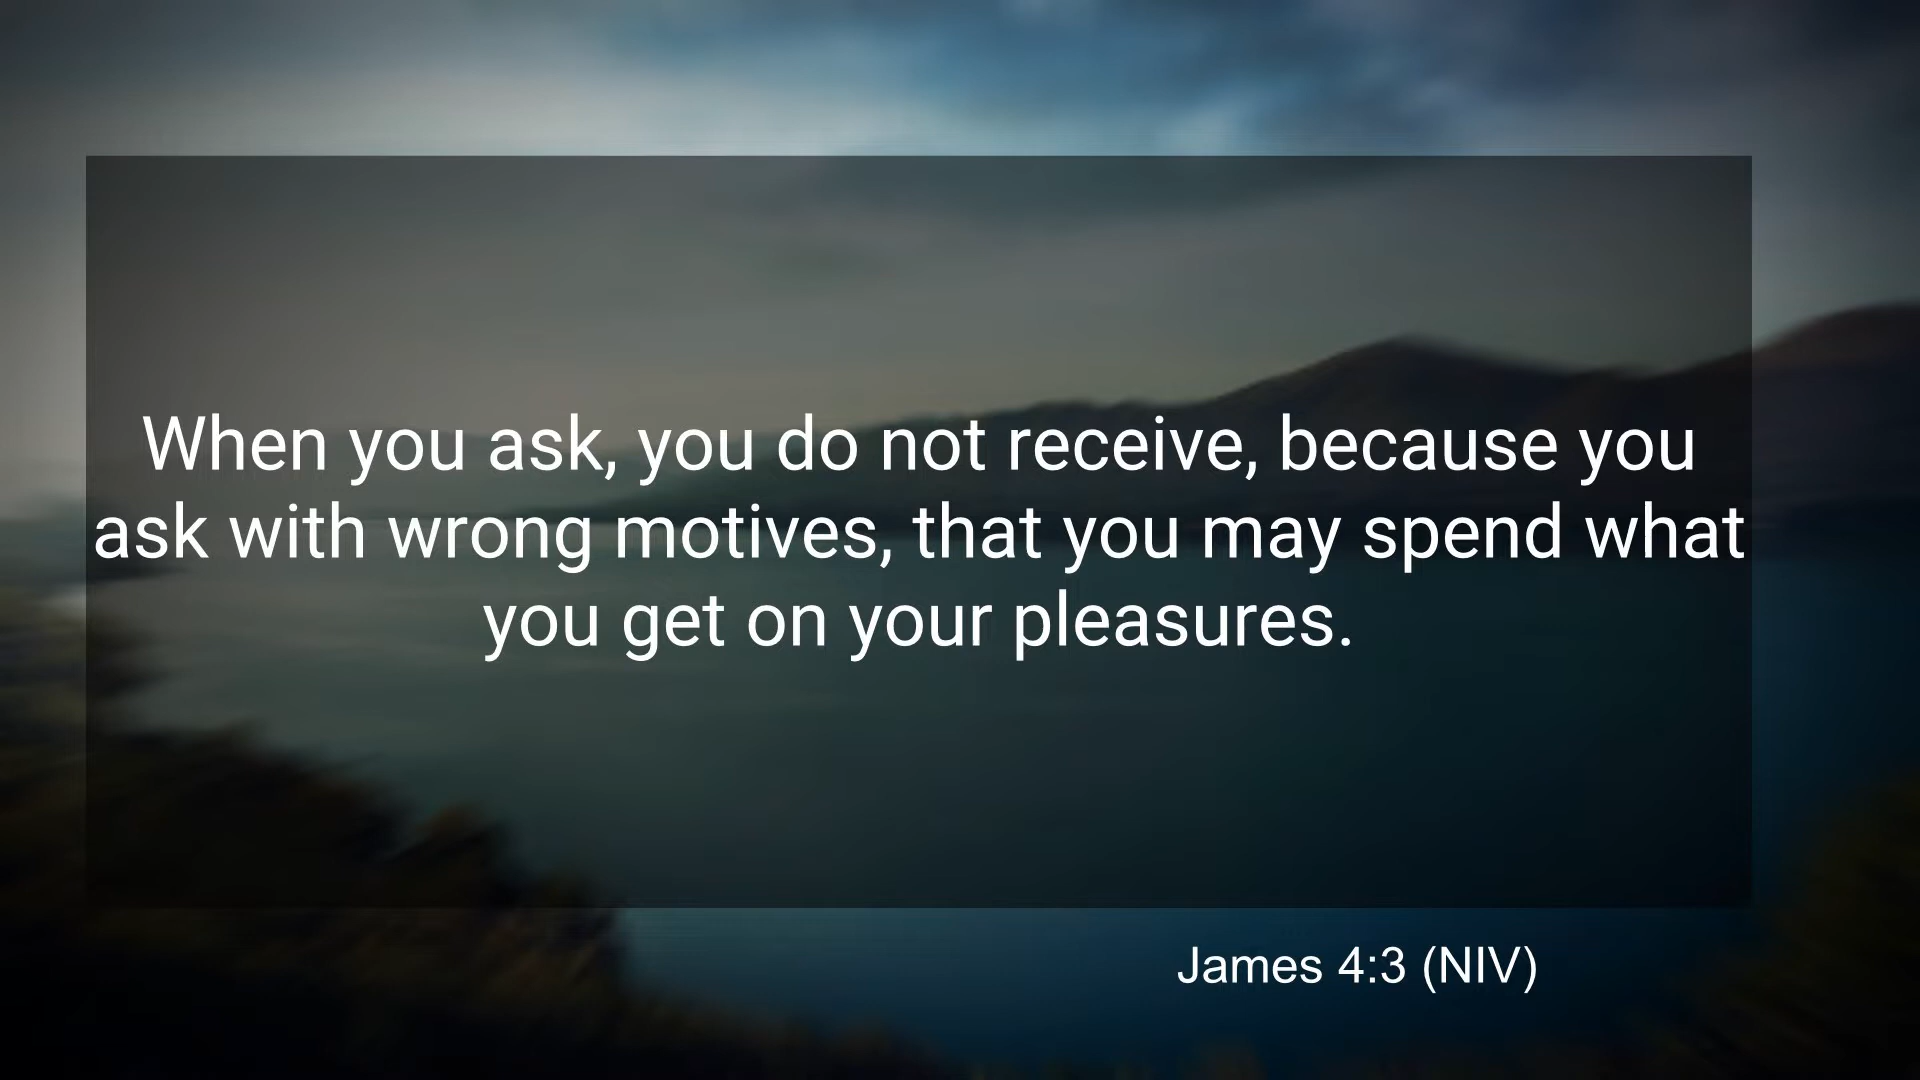 When you ask, you do not receive, because you
ask with wrong motives, that you may spend what
you get on your pleasures.
James 4:3 (NIV)